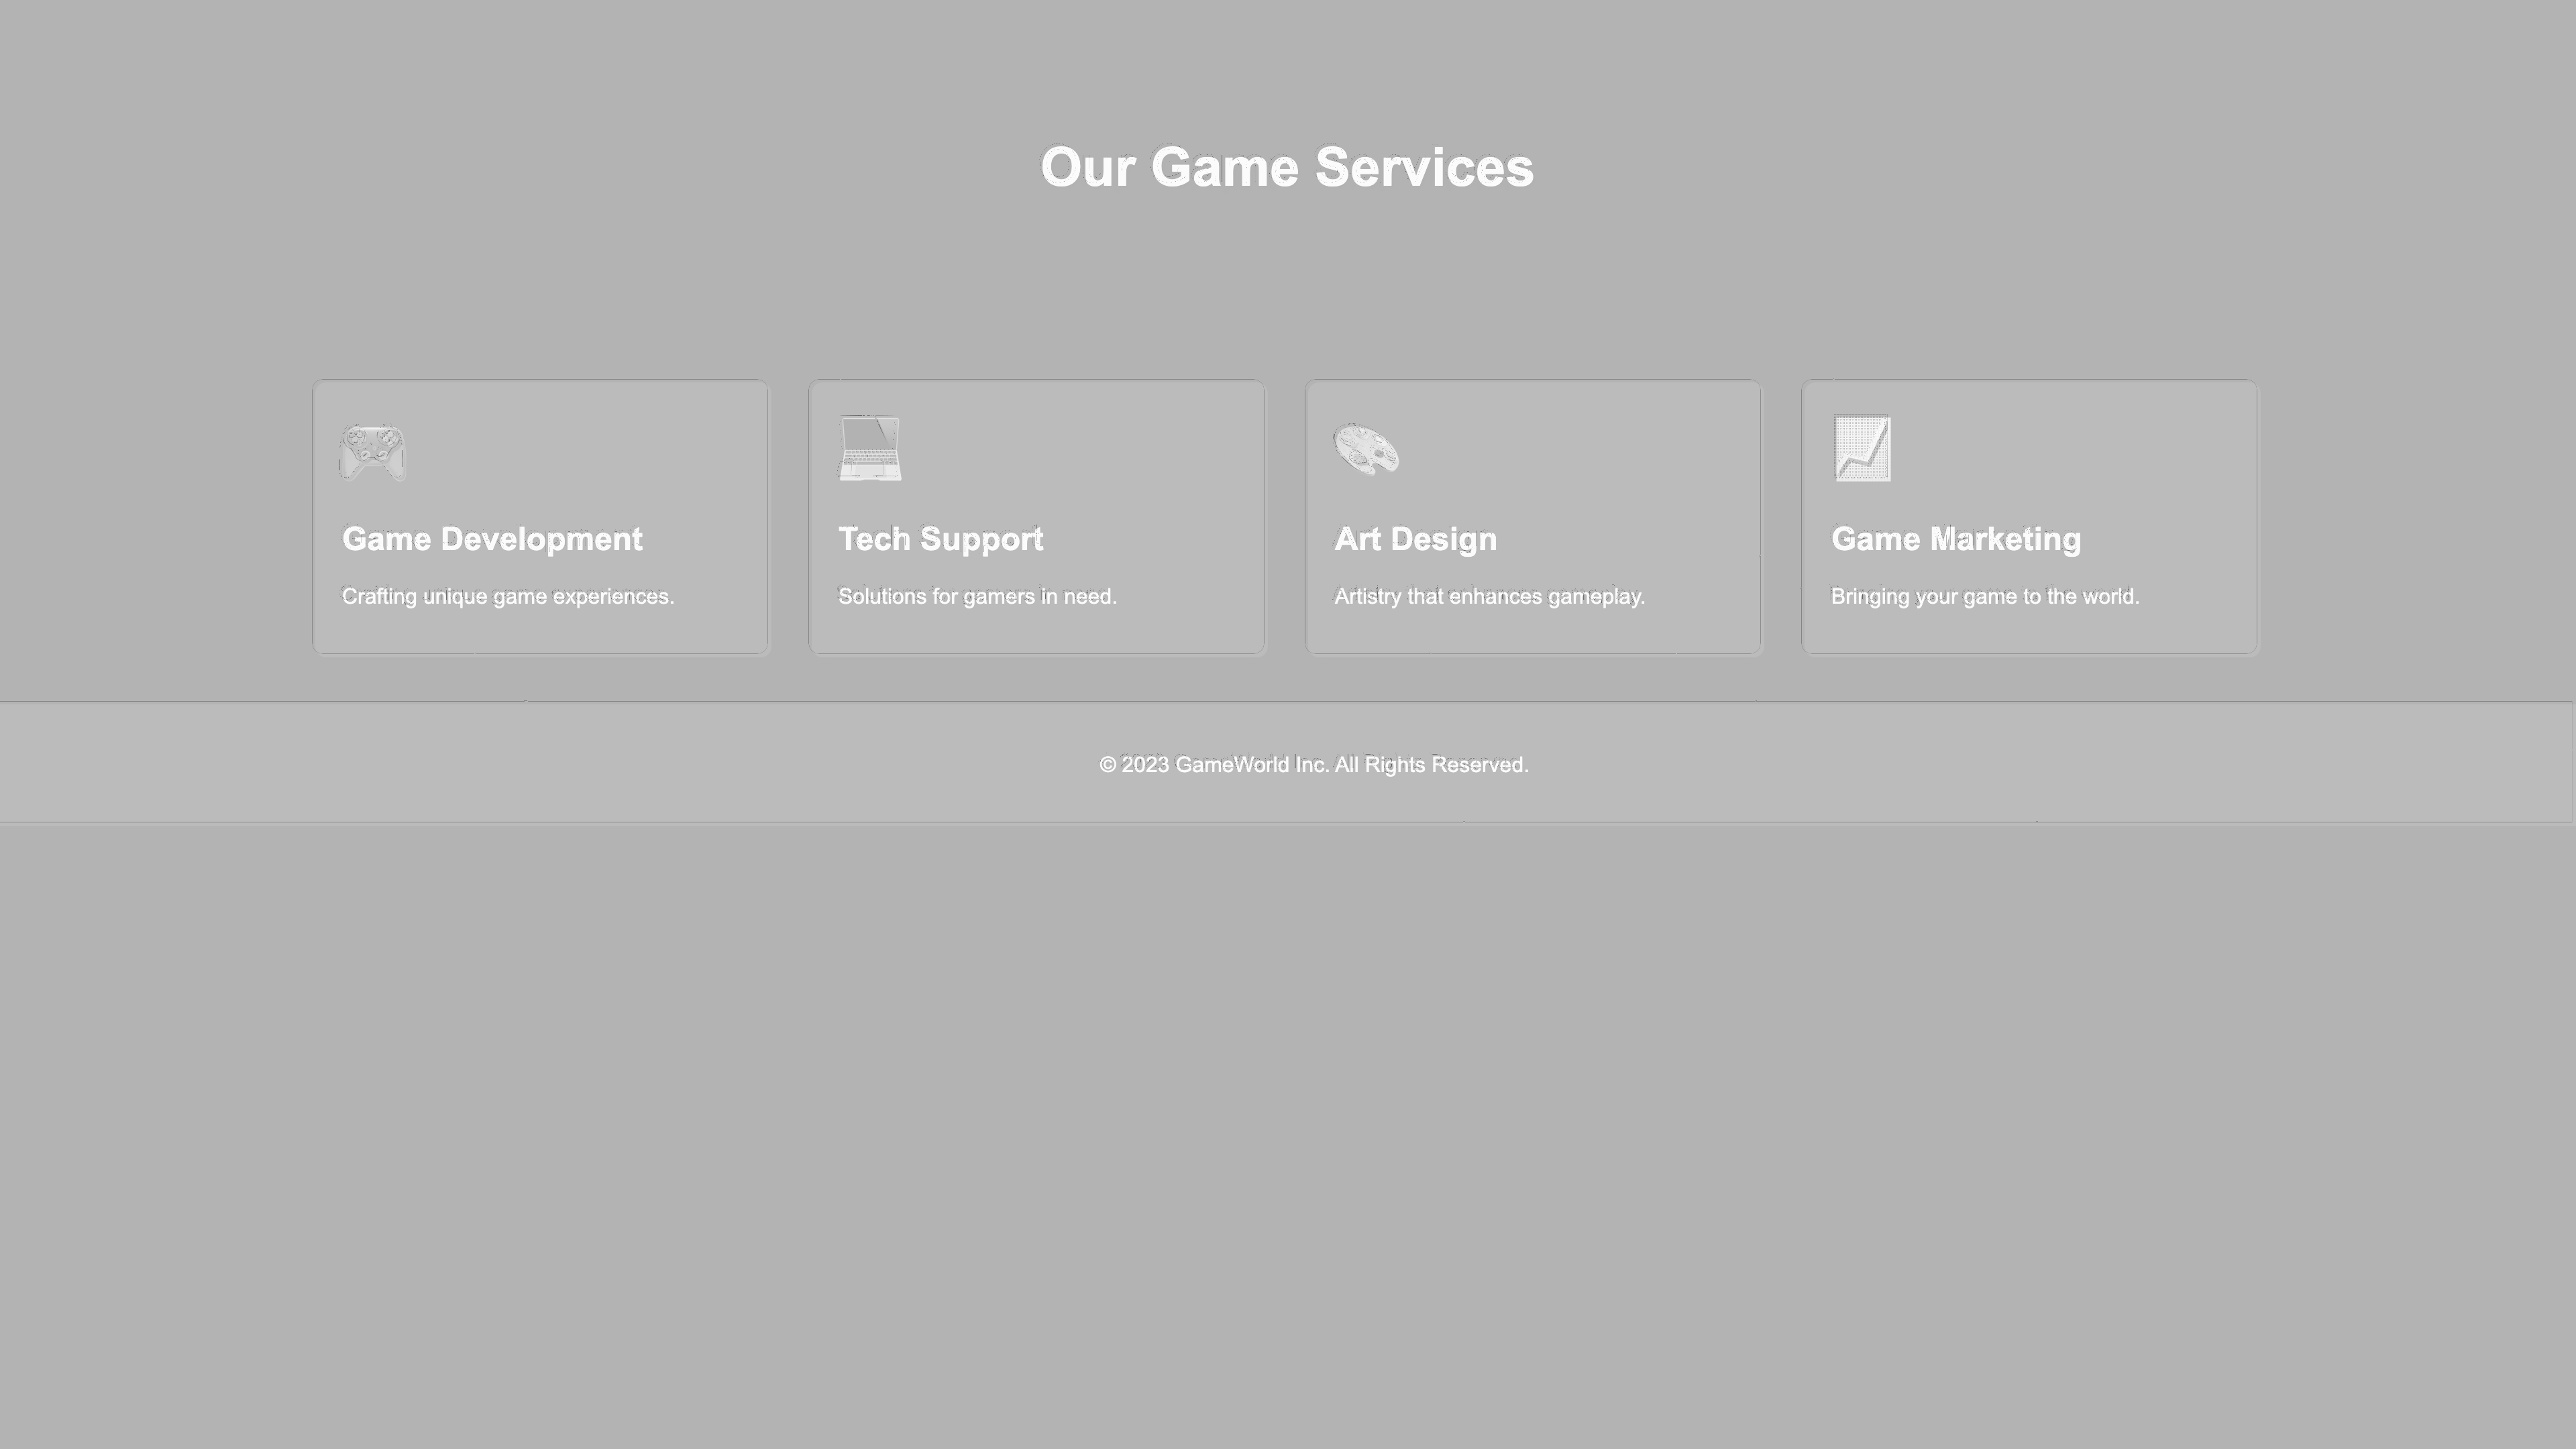 Our Game Services
Game Development
Crafting unique game experiences.
Tech Support
Solutions for gamers in need.
Art Design
Artistry that enhances gameplay.
Game Marketing
Bringing your game to the world.
© 2023 GameWorld Inc. All Rights Reserved.